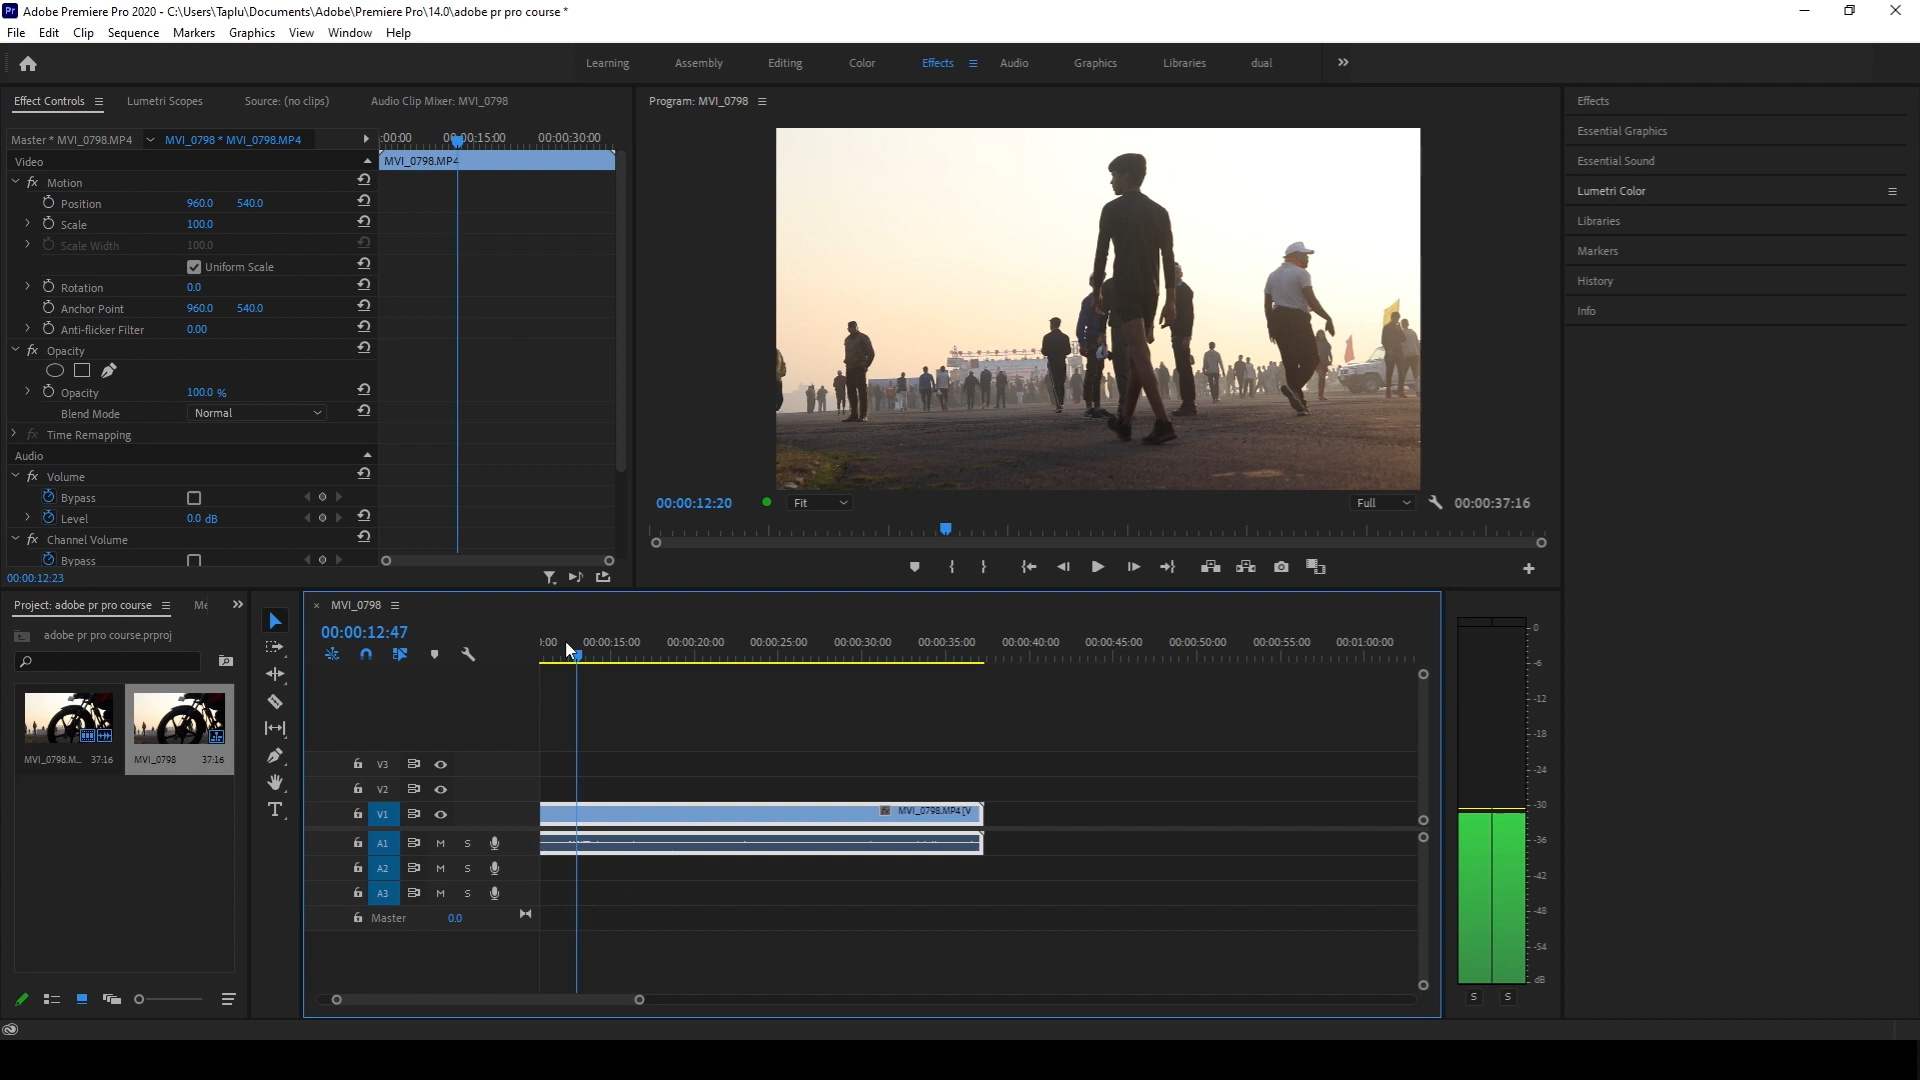 Pr Adobe Premiere Pro 2020 - C:\Users\Taplu\Documents\Adobe\Premiere Pro\14.0\adobe pr pro course *
File Edit Clip Sequence Markers Graphics View Window Help
Learning Assembly Editing Color Effects Audio Graphics Libraries dual
Effect Controls Lumetri Scopes Source: (no clips) Audio Clip Mixer: MVI_0798
Master * MVI_0798.MP4 MVI_0798 * MVI_0798.MP4
:00:00 00:00:15:00 00:00:30:00
Video
MVI_0798.MP4
fx Motion
Position 960.0 540.0
Scale 100.0
Scale Width 100.0
Uniform Scale
Rotation 0.0
Anchor Point 960.0 540.0
Anti-flicker Filter 0.00
fx Opacity
Opacity 100.0 %
Blend Mode Normal
fx Time Remapping
Audio
fx Volume
Bypass
Level 0.0 dB
fx Channel Volume
Bypass
00:00:12:23
Program: MVI_0798
00:00:12:20 Fit Full 00:00:37:16
Effects
Essential Graphics
Essential Sound
Lumetri Color
Libraries
Markers
History
Info
Project: adobe pr pro course Me
adobe pr pro course.prproj
MVI_0798.M... 37:16 MVI_0798 37:16
MVI_0798
00:00:12:47
):00 00:00:15:00 00:00:20:00 00:00:25:00 00:00:30:00 00:00:35:00 00:00:40:00 00:00:45:00 00:00:50:00 00:00:55:00 00:01:00:00
V3
V2
V1 fx MVI_0798.MP4 [V
A1 M S
A2 M S
A3 M S
Master 0.0
0
-6
-12
-18
-24
-30
-36
-42
-48
-54
dB
S S